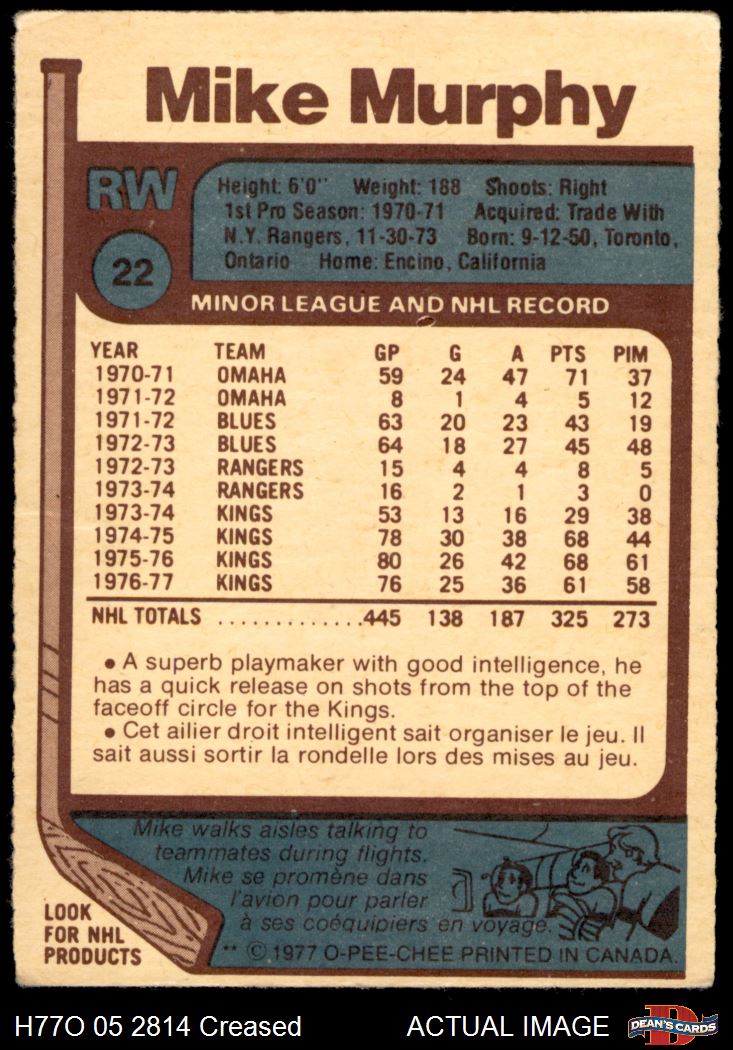 Mike Murphy
RW
22
Height: 6'0" Weight: 188 Shoots: Right
1st Pro Season: 1970-71 Acquired: Trade With
N.Y. Rangers, 11-30-73 Born: 9-12-50, Toronto,
Ontario Home: Encino, California
MINOR LEAGUE AND NHL RECORD
YEAR TEAM GP G A PTS PIM
1970-71 OMAHA 59 24 47 71 37
1971-72 OMAHA 8 1 4 5 12
1971-72 BLUES 63 20 23 43 19
1972-73 BLUES 64 18 27 45 48
1972-73 RANGERS 15 4 4 8 5
1973-74 RANGERS 16 2 1 3 0
1973-74 KINGS 53 13 16 29 38
1974-75 KINGS 78 30 38 68 44
1975-76 KINGS 80 26 42 68 61
1976-77 KINGS 76 25 36 61 58
NHL TOTALS .............445 138 187 325 273
• A superb playmaker with good intelligence, he
has a quick release on shots from the top of the
faceoff circle for the Kings.
• Cet ailier droit intelligent sait organiser le jeu. Il
sait aussi sortir la rondelle lors des mises au jeu.
Mike walks aisles talking to
teammates during flights.
Mike se promène dans
l'avion pour parler
à ses coéquipiers en voyage.
LOOK
FOR NHL
PRODUCTS
** © 1977 O-PEE-CHEE PRINTED IN CANADA.
H77O 05 2814 Creased
ACTUAL IMAGE
D
DEAN'S CARDS